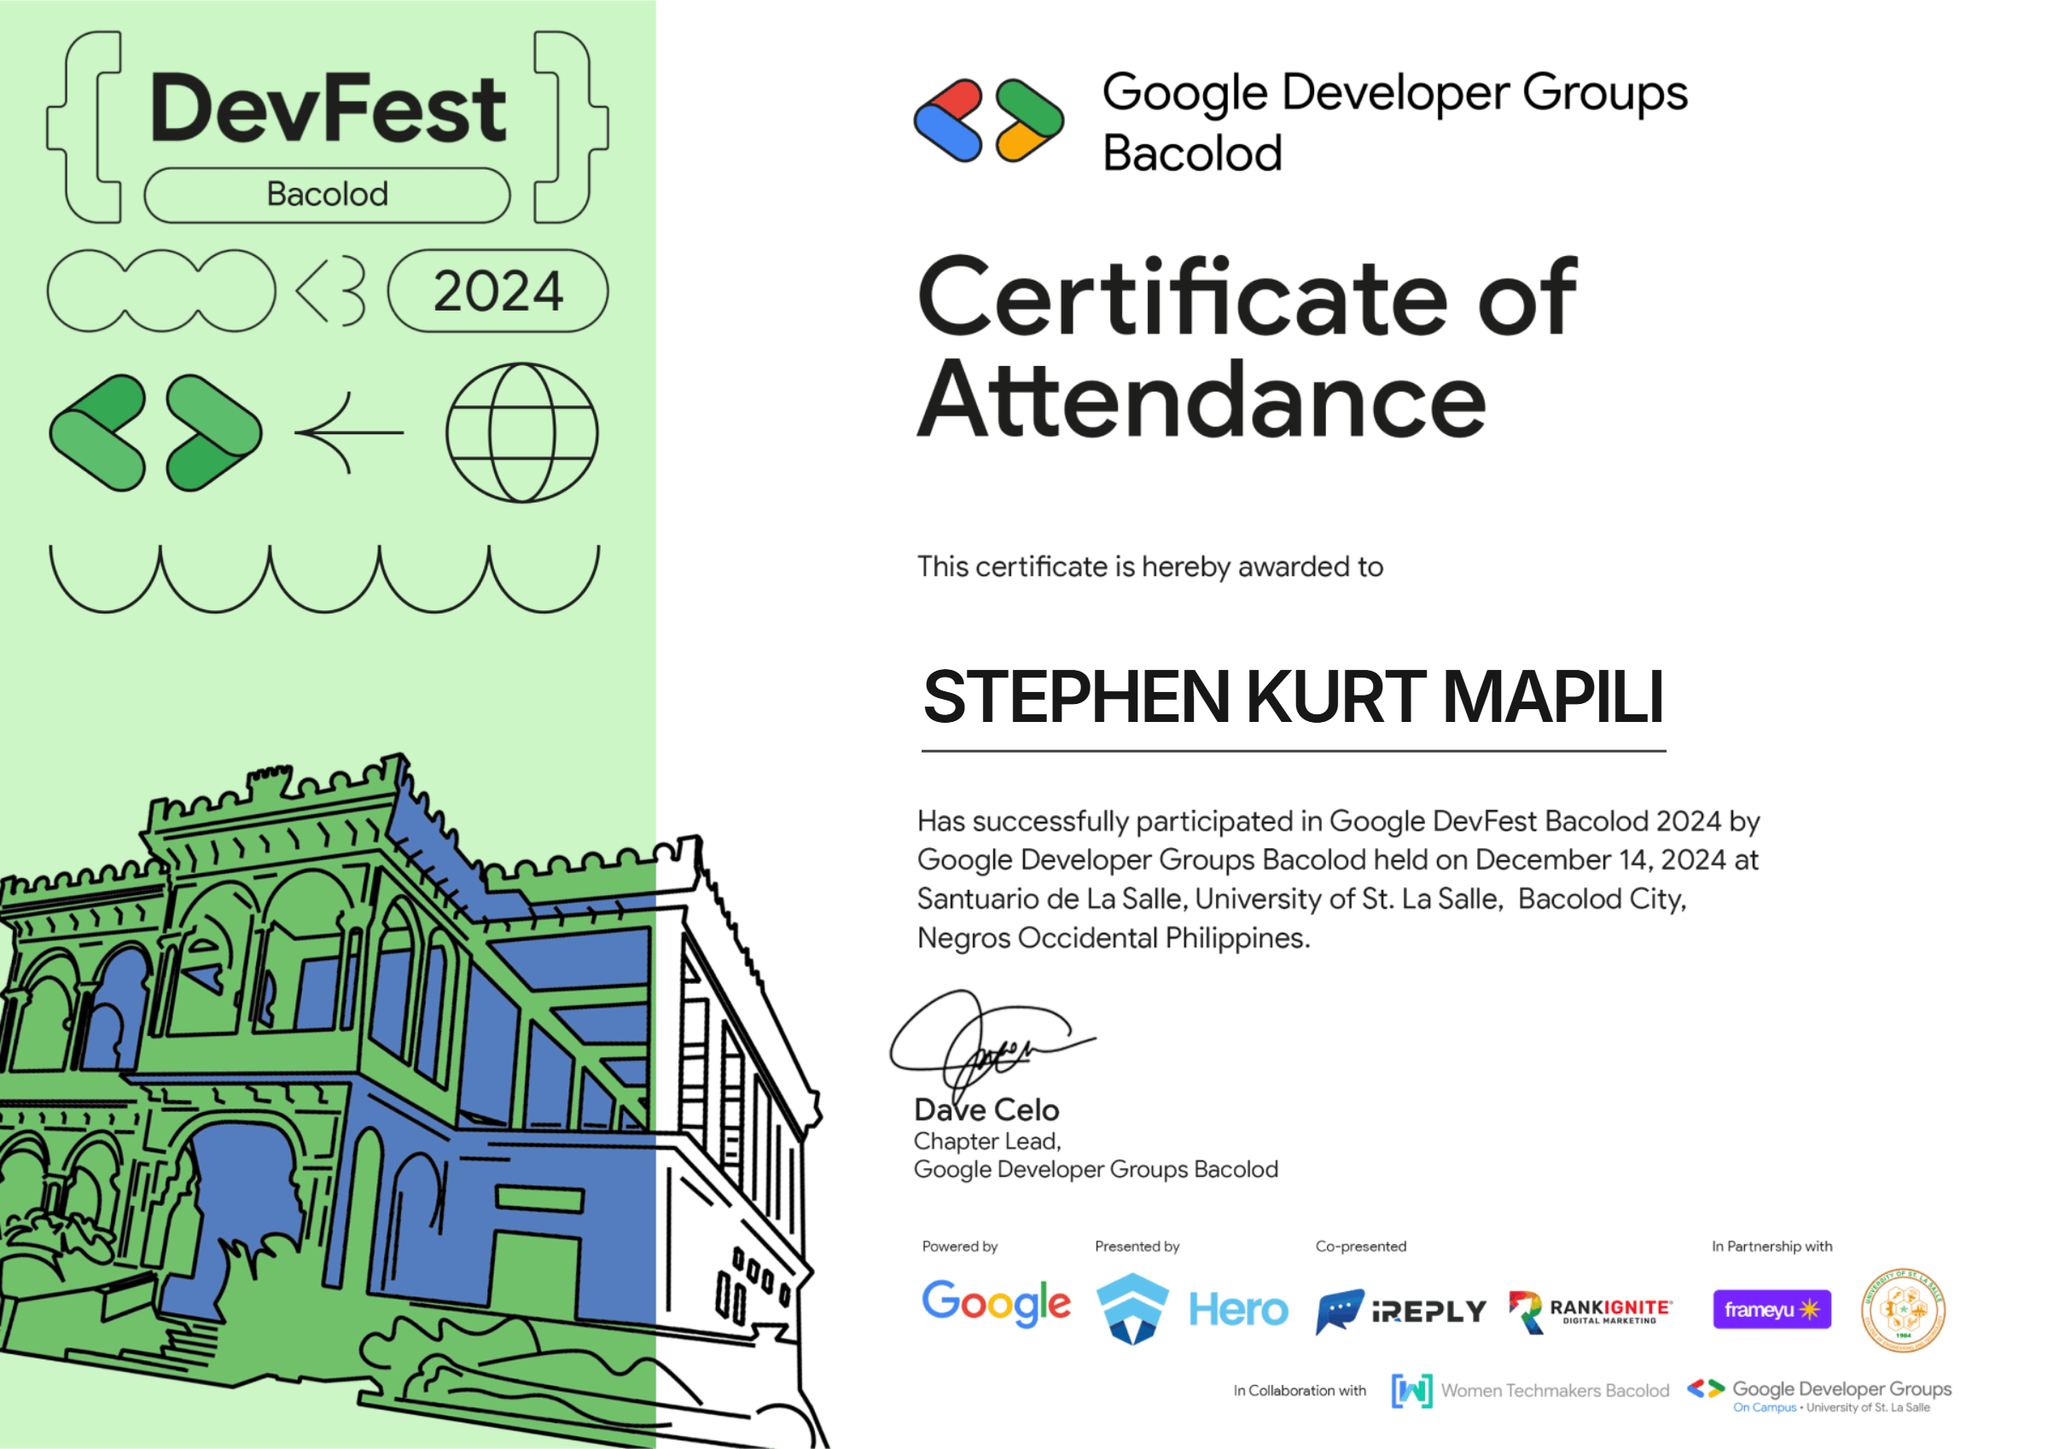 DevFest
Bacolod
2024
Google Developer Groups
Bacolod
Certificate of
Attendance
This certificate is hereby awarded to
STEPHEN KURT MAPILI
Has successfully participated in Google DevFest Bacolod 2024 by
Google Developer Groups Bacolod held on December 14, 2024 at
Santuario de La Salle, University of St. La Salle,  Bacolod City,
Negros Occidental Philippines.
Dave Celo
Chapter Lead,
Google Developer Groups Bacolod
Powered by
Google
Presented by
Hero
Co-presented
iREPLY
RANKIGNITE®
DIGITAL MARKETING
In Partnership with
frameyu
UNIVERSITY OF ST. LA SALLE
1984
In Collaboration with
Women Techmakers Bacolod
Google Developer Groups
On Campus • University of St. La Salle